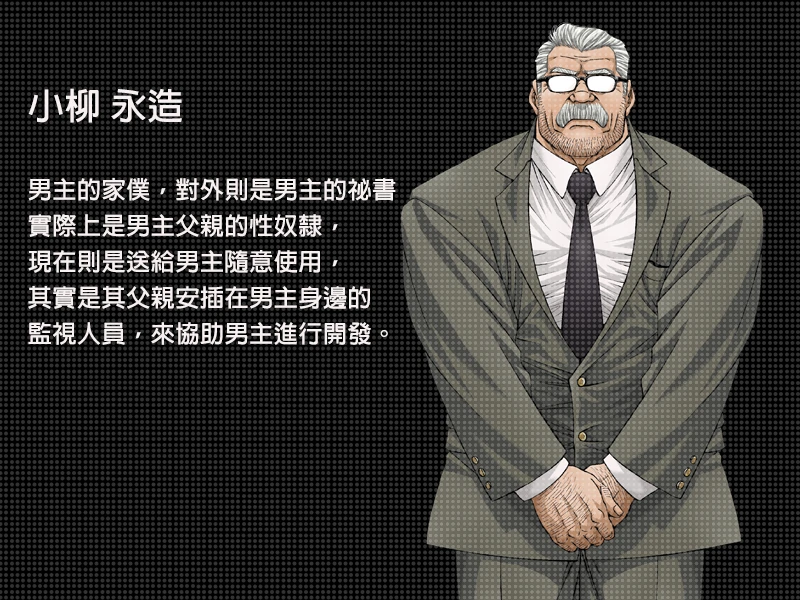 小柳 永造
男主的家僕，對外則是男主的祕書
實際上是男主父親的性奴隸，
現在則是送給男主隨意使用，
其實是其父親安插在男主身邊的
監視人員，來協助男主進行開發。